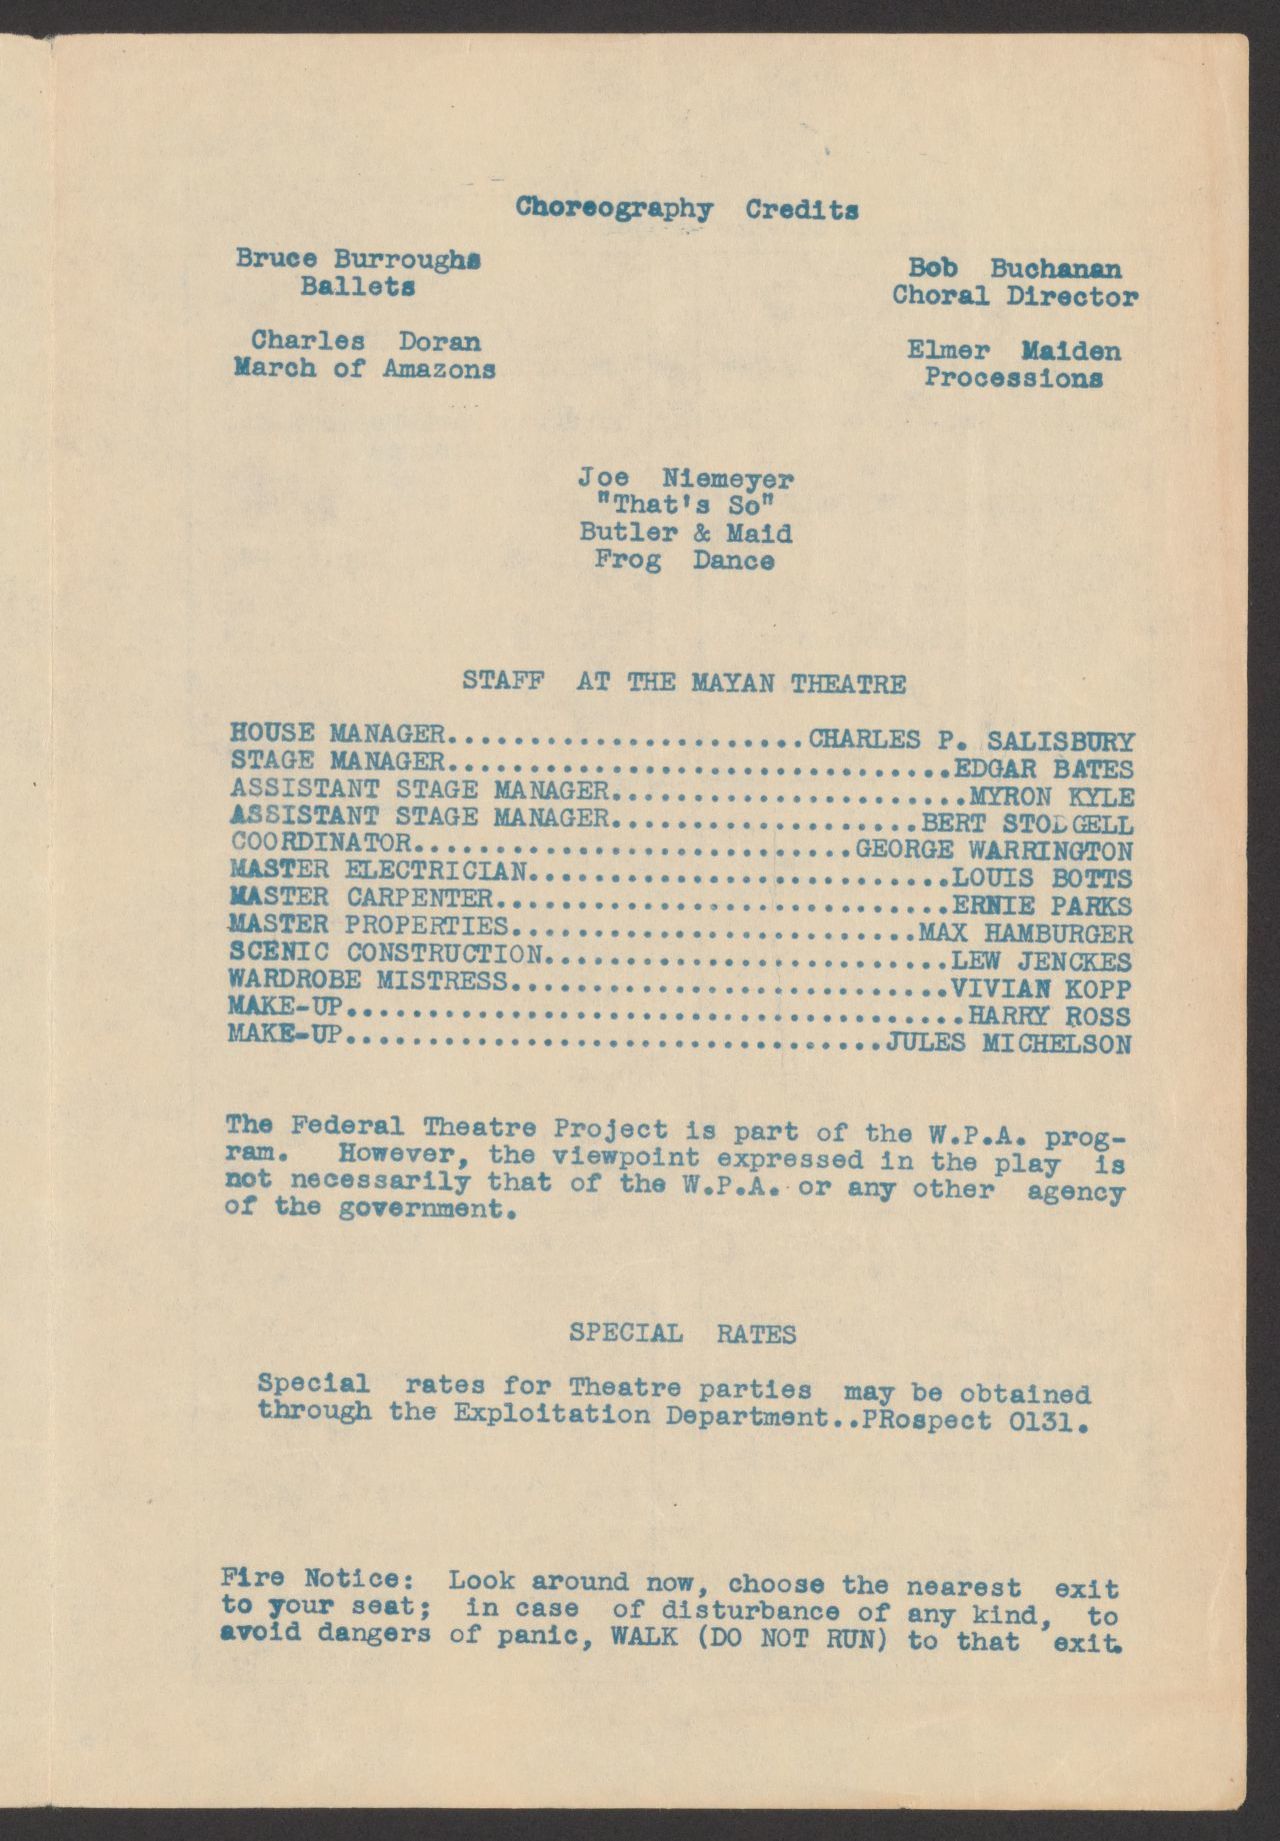 Choreography Credits
Bruce Burroughs
Ballets
Bob Buchanan
Choral Director
Charles Doran
March of Amazons
Elmer Maiden
Processions
Joe Niemeyer
"That's So"
Butler & Maid
Frog Dance
STAFF AT THE MAYAN THEATRE
HOUSE MANAGER......................CHARLES P. SALISBURY
STAGE MANAGER...............................EDGAR BATES
ASSISTANT STAGE MANAGER......................MYRON KYLE
ASSISTANT STAGE MANAGER...................BERT STODGELL
COORDINATOR...........................GEORGE WARRINGTON
MASTER ELECTRICIAN..........................LOUIS BOTTS
MASTER CARPENTER............................ERNIE PARKS
MASTER PROPERTIES.........................MAX HAMBURGER
SCENIC CONSTRUCTION.........................LEW JENCKES
WARDROBE MISTRESS...........................VIVIAN KOPP
MAKE-UP......................................HARRY ROSS
MAKE-UP.................................JULES MICHELSON
The Federal Theatre Project is part of the W.P.A. prog-
ram. However, the viewpoint expressed in the play is
not necessarily that of the W.P.A. or any other agency
of the government.
SPECIAL RATES
Special rates for Theatre parties may be obtained
through the Exploitation Department..PRospect 0131.
Fire Notice: Look around now, choose the nearest exit
to your seat; in case of disturbance of any kind, to
avoid dangers of panic, WALK (DO NOT RUN) to that exit.